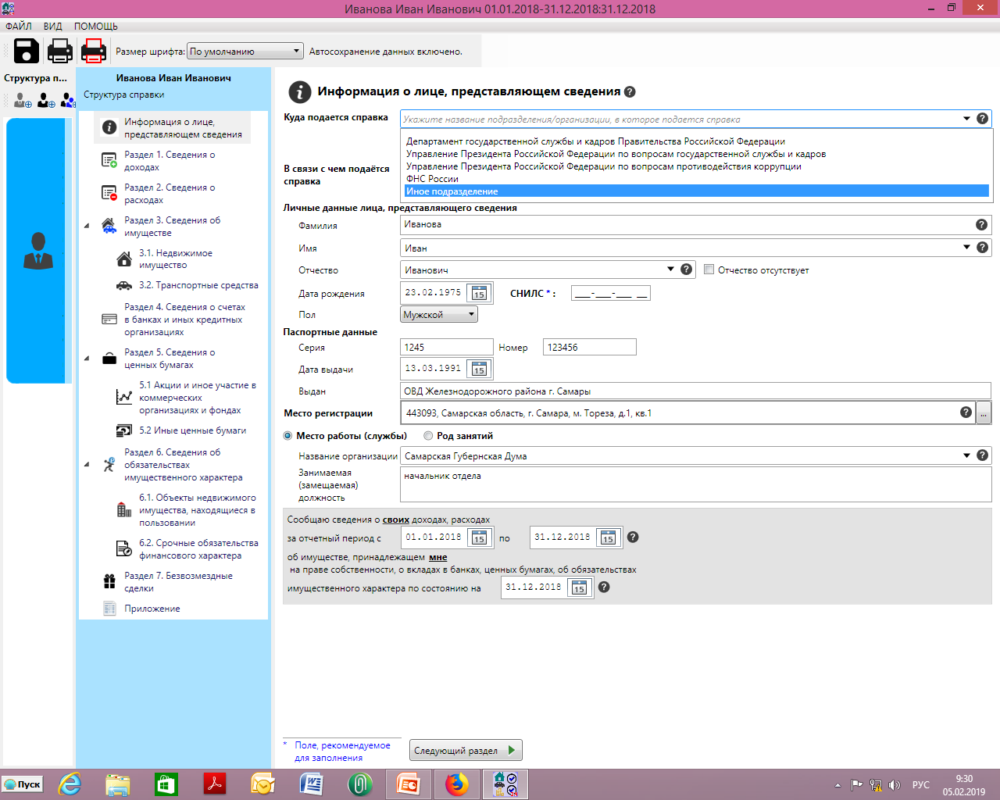 Иванова Иван Иванович 01.01.2018-31.12.2018:31.12.2018
ФАЙЛ ВИД ПОМОЩЬ
Размер шрифта: По умолчанию Автосохранение данных включено.
Структура п...
Иванова Иван Иванович
Структура справки
Информация о лице,
представляющем сведения
Раздел 1. Сведения о
доходах
Раздел 2. Сведения о
расходах
Раздел 3. Сведения об
имуществе
3.1. Недвижимое
имущество
3.2. Транспортные средства
Раздел 4. Сведения о счетах
в банках и иных кредитных
организациях
Раздел 5. Сведения о
ценных бумагах
5.1 Акции и иное участие в
коммерческих
организациях и фондах
5.2 Иные ценные бумаги
Раздел 6. Сведения об
обязательствах
имущественного характера
6.1. Объекты недвижимого
имущества, находящиеся в
пользовании
6.2. Срочные обязательства
финансового характера
Раздел 7. Безвозмездные
сделки
Приложение
Информация о лице, представляющем сведения ?
Куда подается справка Укажите название подразделения/организации, в которое подается справка ?
Департамент государственной службы и кадров Правительства Российской Федерации
Управление Президента Российской Федерации по вопросам государственной службы и кадров
Управление Президента Российской Федерации по вопросам противодействия коррупции
ФНС России
Иное подразделение
В связи с чем подаётся
справка
Личные данные лица, представляющего сведения
Фамилия Иванова ?
Имя Иван ?
Отчество Иванович ? Отчество отсутствует
Дата рождения 23.02.1975 15 СНИЛС * : ___-___-___ __
Пол Мужской
Паспортные данные
Серия 1245 Номер 123456
Дата выдачи 13.03.1991 15
Выдан ОВД Железнодорожного района г. Самары
Место регистрации 443093, Самарская область, г. Самара, м. Тореза, д.1, кв.1 ? ...
Место работы (службы) Род занятий
Название организации Самарская Губернская Дума ?
Занимаемая
(замещаемая)
должность
начальник отдела
Сообщаю сведения о своих доходах, расходах
за отчетный период с 01.01.2018 15 по 31.12.2018 15 ?
об имуществе, принадлежащем мне
на праве собственности, о вкладах в банках, ценных бумагах, об обязательствах
имущественного характера по состоянию на 31.12.2018 15 ?
* Поле, рекомендуемое
для заполнения
Следующий раздел
Пуск
РУС
9:30
05.02.2019